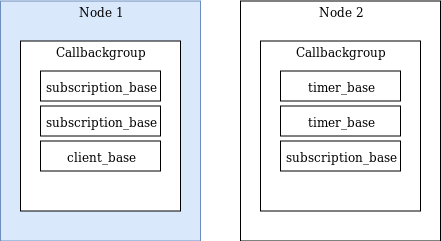 Node 1
Callbackgroup
subscription_base
subscription_base
client_base
Node 2
Callbackgroup
timer_base
timer_base
subscription_base